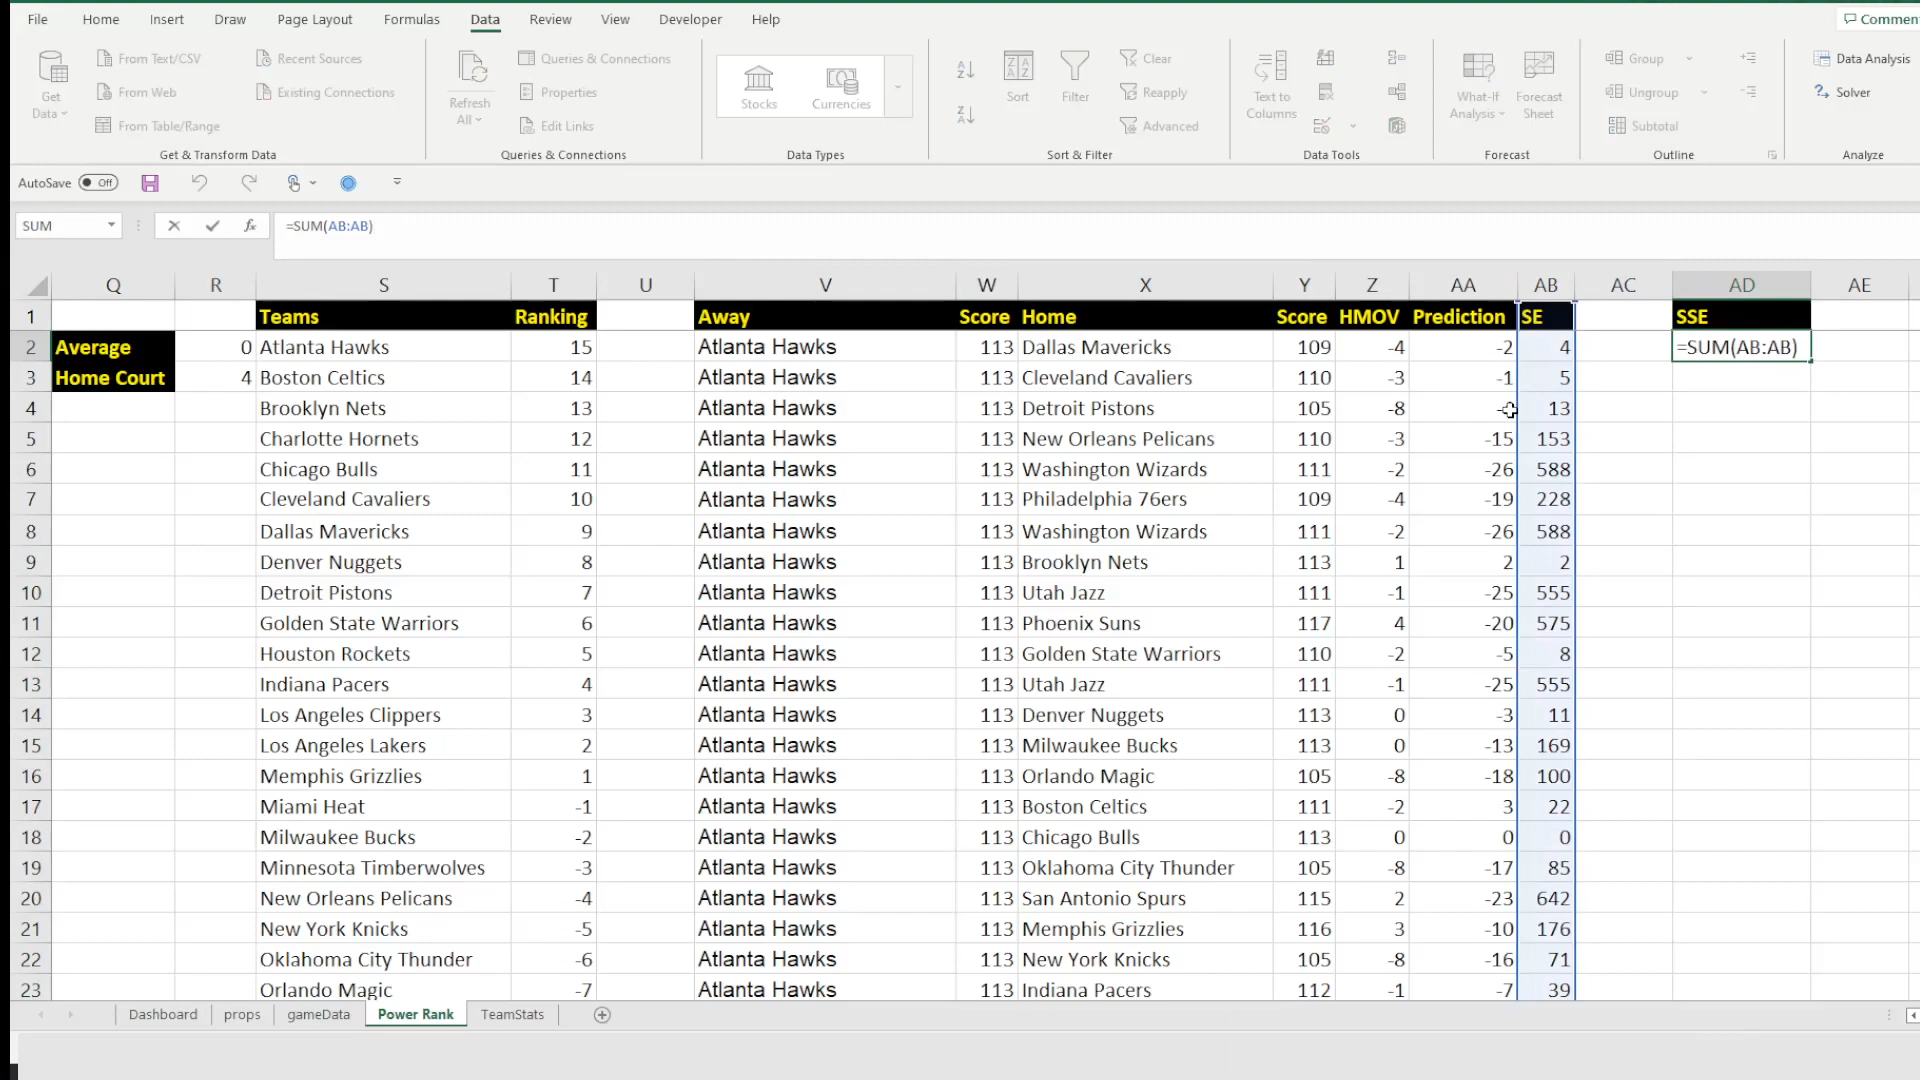 File Home Insert Draw Page Layout Formulas Data Review View Developer Help Commen
Get Data From Text/CSV From Web From Table/Range Recent Sources Existing Connections
Refresh All Queries & Connections Properties Edit Links
Stocks Currencies
Sort Filter Clear Reapply Advanced
Text to Columns
What-If Analysis Forecast Sheet
Group Ungroup Subtotal
Data Analysis Solver
Get & Transform Data Queries & Connections Data Types Sort & Filter Data Tools Forecast Outline Analyze
AutoSave Off
SUM fx =SUM(AB:AB)
Q R S T U V W X Y Z AA AB AC AD AE
1 Teams Ranking Away Score Home Score HMOV Prediction SE SSE
2 Average 0 Atlanta Hawks 15 Atlanta Hawks 113 Dallas Mavericks 109 -4 -2 4 =SUM(AB:AB)
3 Home Court 4 Boston Celtics 14 Atlanta Hawks 113 Cleveland Cavaliers 110 -3 -1 5
4 Brooklyn Nets 13 Atlanta Hawks 113 Detroit Pistons 105 -8 13
5 Charlotte Hornets 12 Atlanta Hawks 113 New Orleans Pelicans 110 -3 -15 153
6 Chicago Bulls 11 Atlanta Hawks 113 Washington Wizards 111 -2 -26 588
7 Cleveland Cavaliers 10 Atlanta Hawks 113 Philadelphia 76ers 109 -4 -19 228
8 Dallas Mavericks 9 Atlanta Hawks 113 Washington Wizards 111 -2 -26 588
9 Denver Nuggets 8 Atlanta Hawks 113 Brooklyn Nets 113 1 2 2
10 Detroit Pistons 7 Atlanta Hawks 113 Utah Jazz 111 -1 -25 555
11 Golden State Warriors 6 Atlanta Hawks 113 Phoenix Suns 117 4 -20 575
12 Houston Rockets 5 Atlanta Hawks 113 Golden State Warriors 110 -2 -5 8
13 Indiana Pacers 4 Atlanta Hawks 113 Utah Jazz 111 -1 -25 555
14 Los Angeles Clippers 3 Atlanta Hawks 113 Denver Nuggets 113 0 -3 11
15 Los Angeles Lakers 2 Atlanta Hawks 113 Milwaukee Bucks 113 0 -13 169
16 Memphis Grizzlies 1 Atlanta Hawks 113 Orlando Magic 105 -8 -18 100
17 Miami Heat -1 Atlanta Hawks 113 Boston Celtics 111 -2 3 22
18 Milwaukee Bucks -2 Atlanta Hawks 113 Chicago Bulls 113 0 0 0
19 Minnesota Timberwolves -3 Atlanta Hawks 113 Oklahoma City Thunder 105 -8 -17 85
20 New Orleans Pelicans -4 Atlanta Hawks 113 San Antonio Spurs 115 2 -23 642
21 New York Knicks -5 Atlanta Hawks 113 Memphis Grizzlies 116 3 -10 176
22 Oklahoma City Thunder -6 Atlanta Hawks 113 New York Knicks 105 -8 -16 71
23 Orlando Magic -7 Atlanta Hawks 113 Indiana Pacers 112 -1 -7 39
Dashboard props gameData Power Rank TeamStats